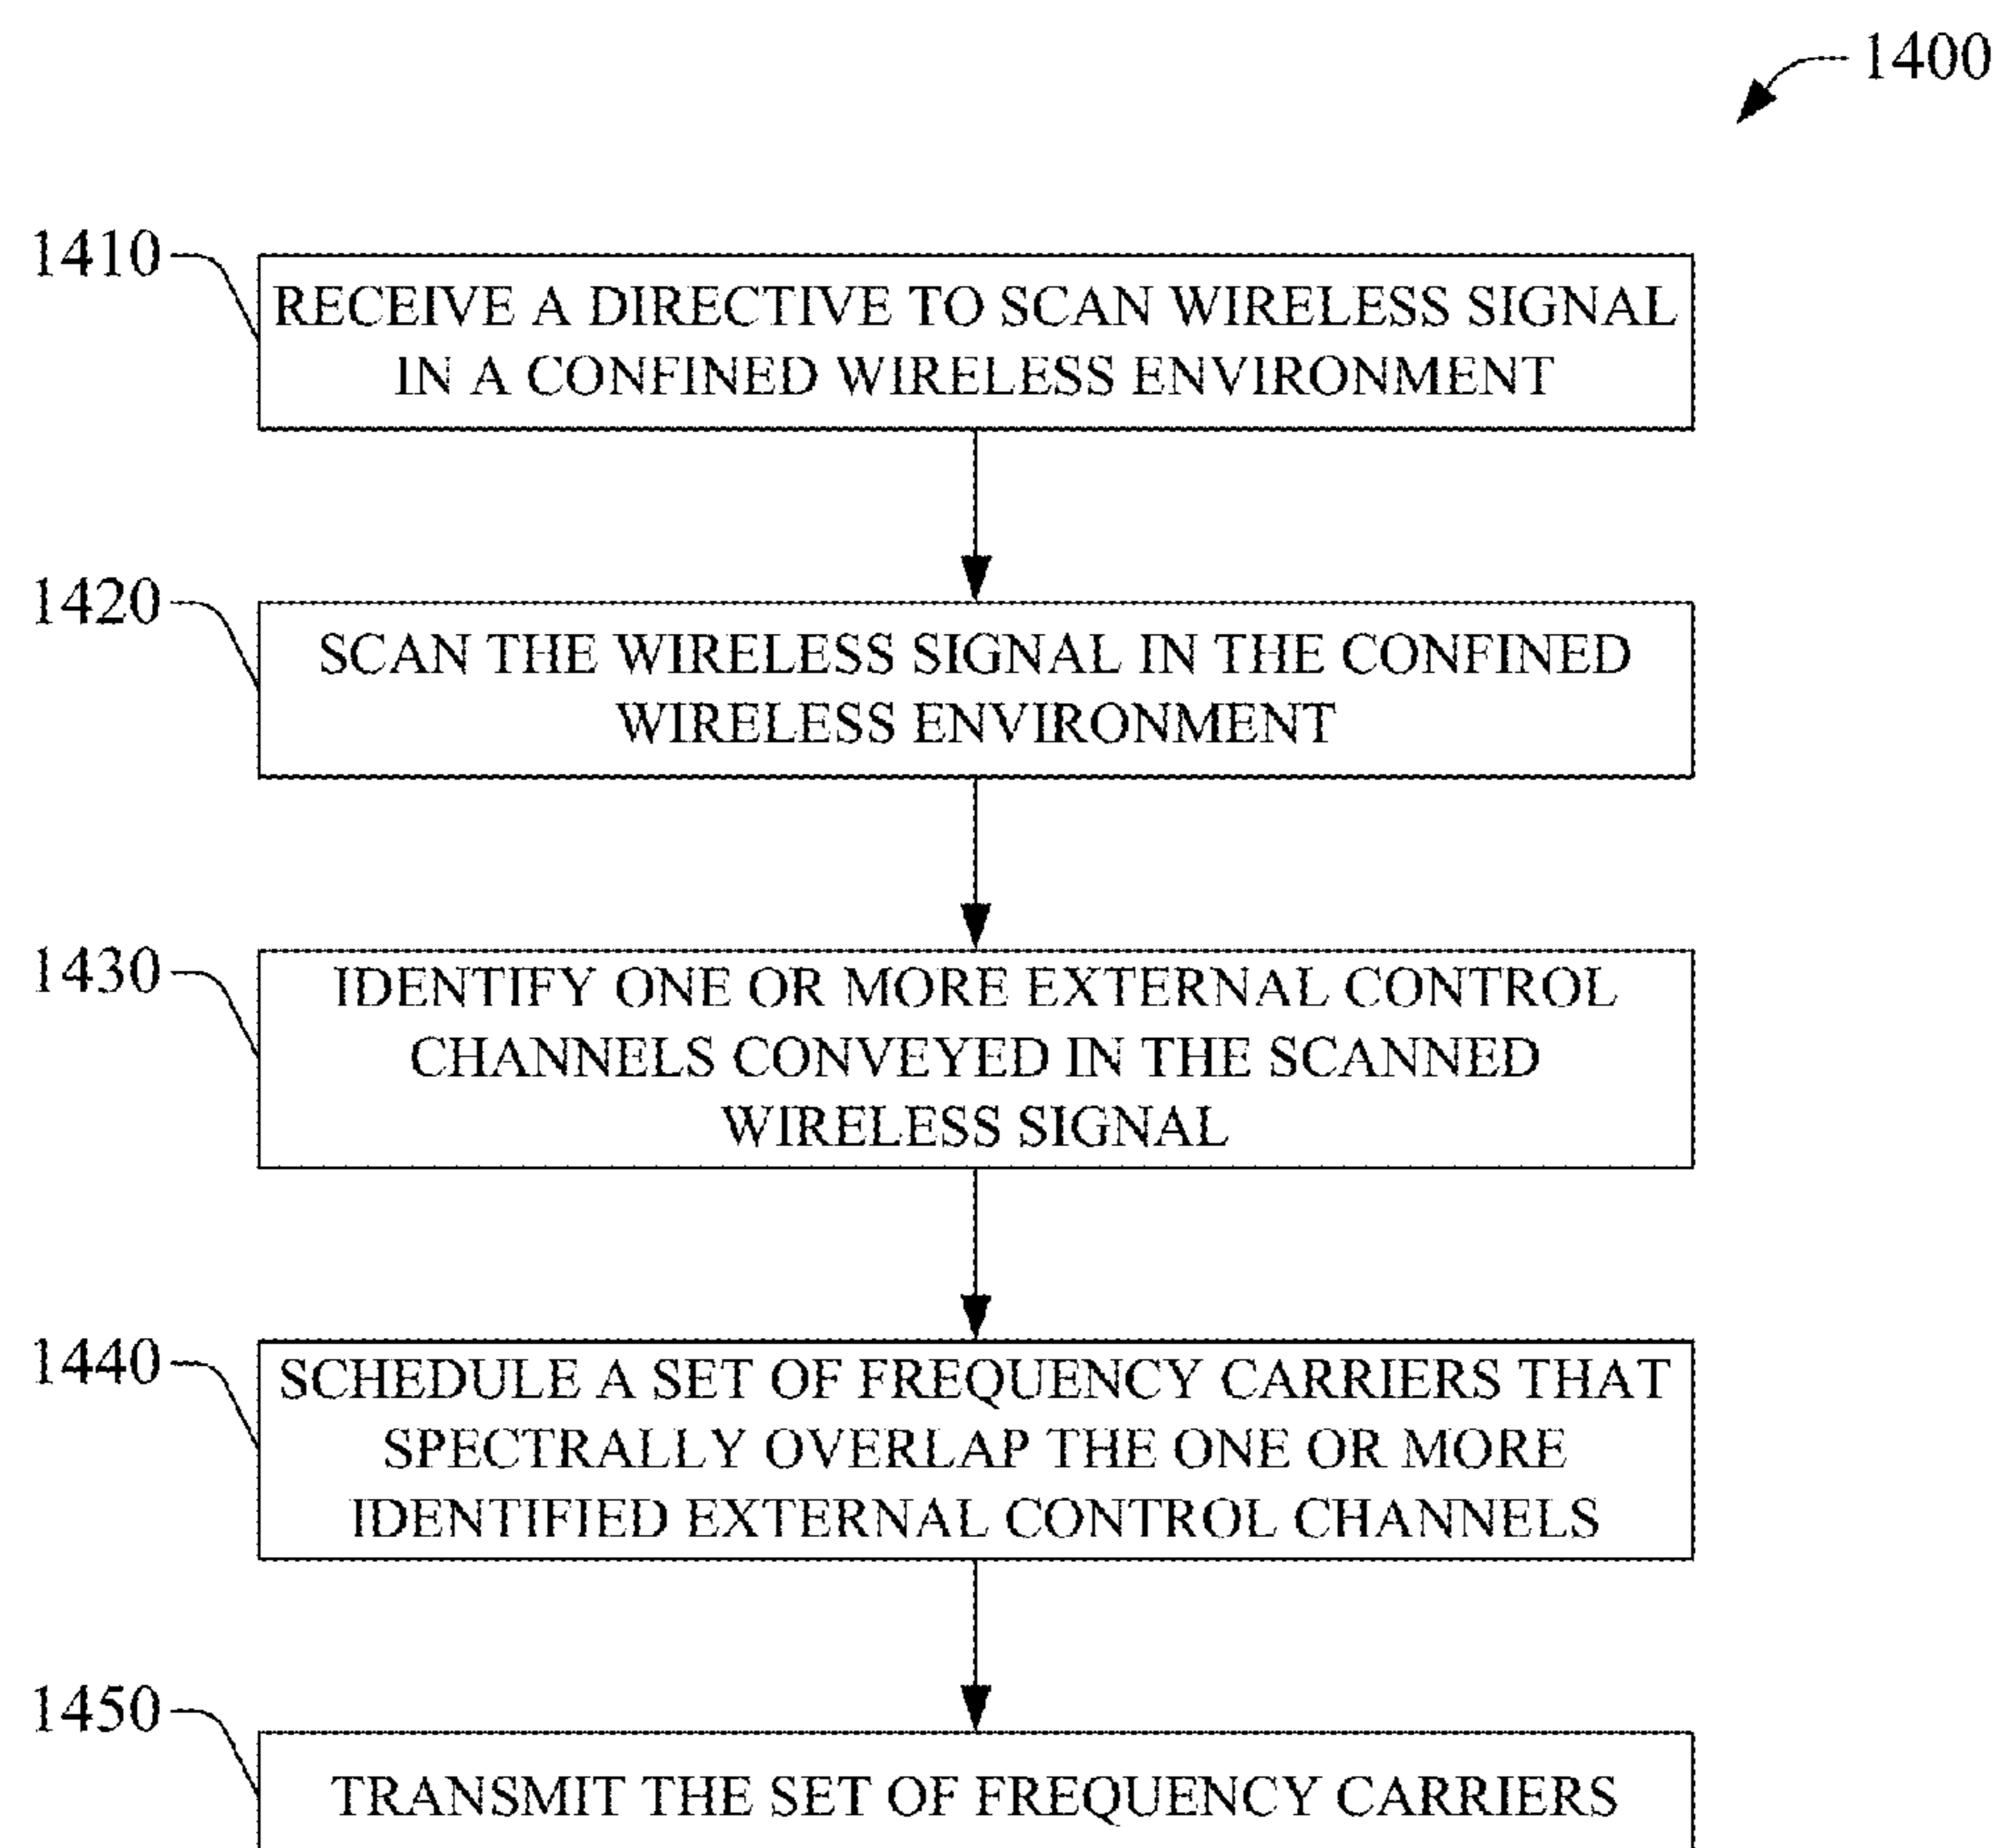 1400
1410
RECEIVE A DIRECTIVE TO SCAN WIRELESS SIGNAL
IN A CONFINED WIRELESS ENVIRONMENT
1420
SCAN THE WIRELESS SIGNAL IN THE CONFINED
WIRELESS ENVIRONMENT
1430
IDENTIFY ONE OR MORE EXTERNAL CONTROL
CHANNELS CONVEYED IN THE SCANNED
WIRELESS SIGNAL
1440
SCHEDULE A SET OF FREQUENCY CARRIERS THAT
SPECTRALLY OVERLAP THE ONE OR MORE
IDENTIFIED EXTERNAL CONTROL CHANNELS
1450
TRANSMIT THE SET OF FREQUENCY CARRIERS